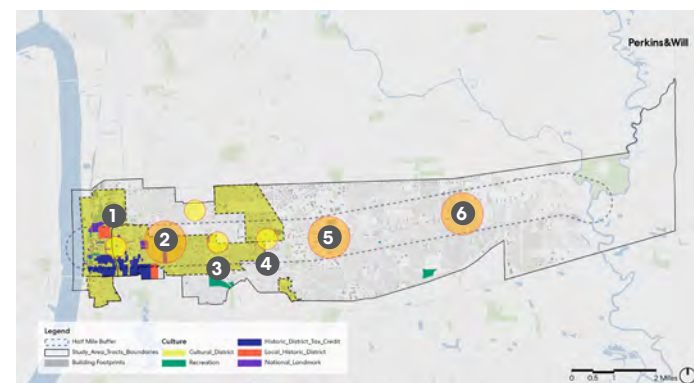 Perkins&Will
1
2
3
4
5
6
Legend
Half Mile Buffer
Study_Area_Tracts_Boundaries
Building Footprints
Culture
Cultural_District
Recreation
Historic_District_Tax_Credit
Local_Historic_District
National_Landmark
0 0.5 1 2 Miles